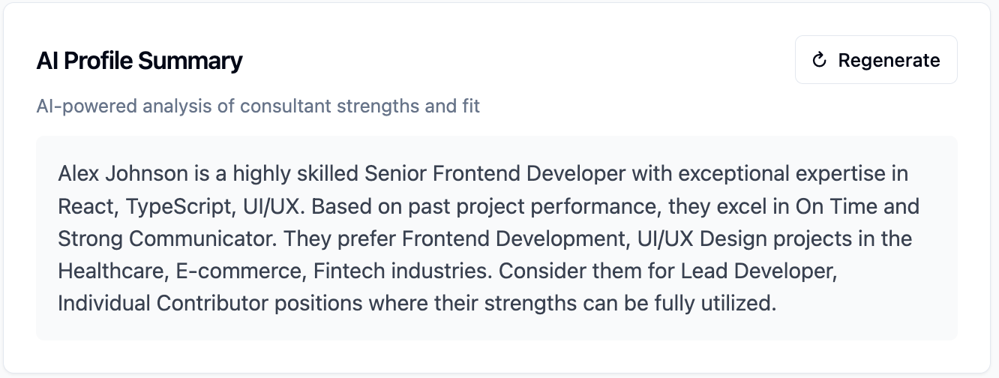 AI Profile Summary
Regenerate
AI-powered analysis of consultant strengths and fit
Alex Johnson is a highly skilled Senior Frontend Developer with exceptional expertise in
React, TypeScript, UI/UX. Based on past project performance, they excel in On Time and
Strong Communicator. They prefer Frontend Development, UI/UX Design projects in the
Healthcare, E-commerce, Fintech industries. Consider them for Lead Developer,
Individual Contributor positions where their strengths can be fully utilized.